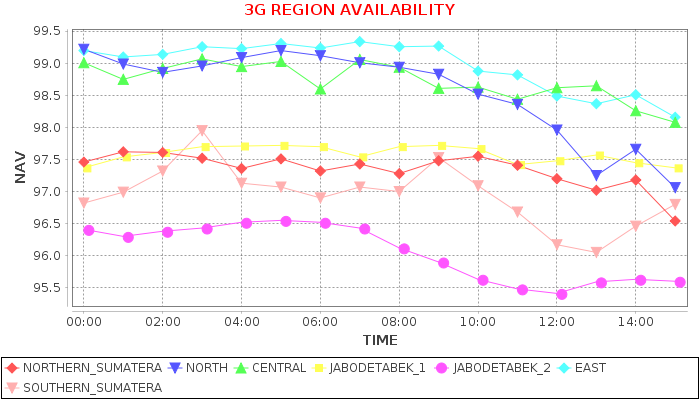 3G REGION AVAILABILITY
99.5
99.0
98.5
98.0
97.5
97.0
96.5
96.0
95.5
NAV
00:00 02:00 04:00 06:00 08:00 10:00 12:00 14:00
TIME
NORTHERN_SUMATERA NORTH CENTRAL JABODETABEK_1 JABODETABEK_2 EAST
SOUTHERN_SUMATERA